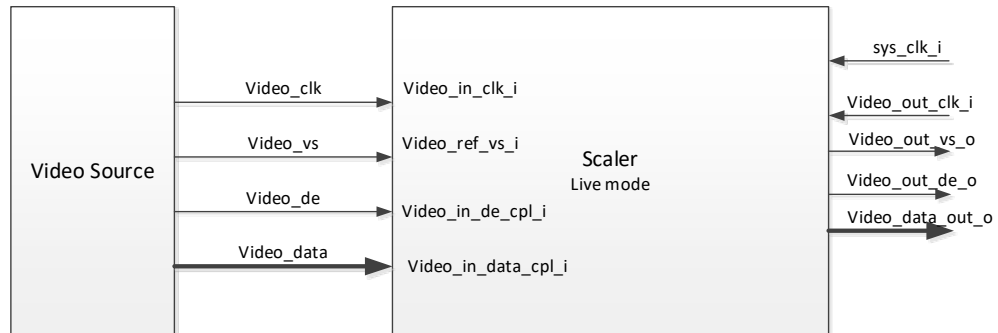 Video Source
Video_clk
Video_vs
Video_de
Video_data
Video_in_clk_i
Video_ref_vs_i
Video_in_de_cpl_i
Video_in_data_cpl_i
Scaler
Live mode
sys_clk_i
Video_out_clk_i
Video_out_vs_o
Video_out_de_o
Video_data_out_o